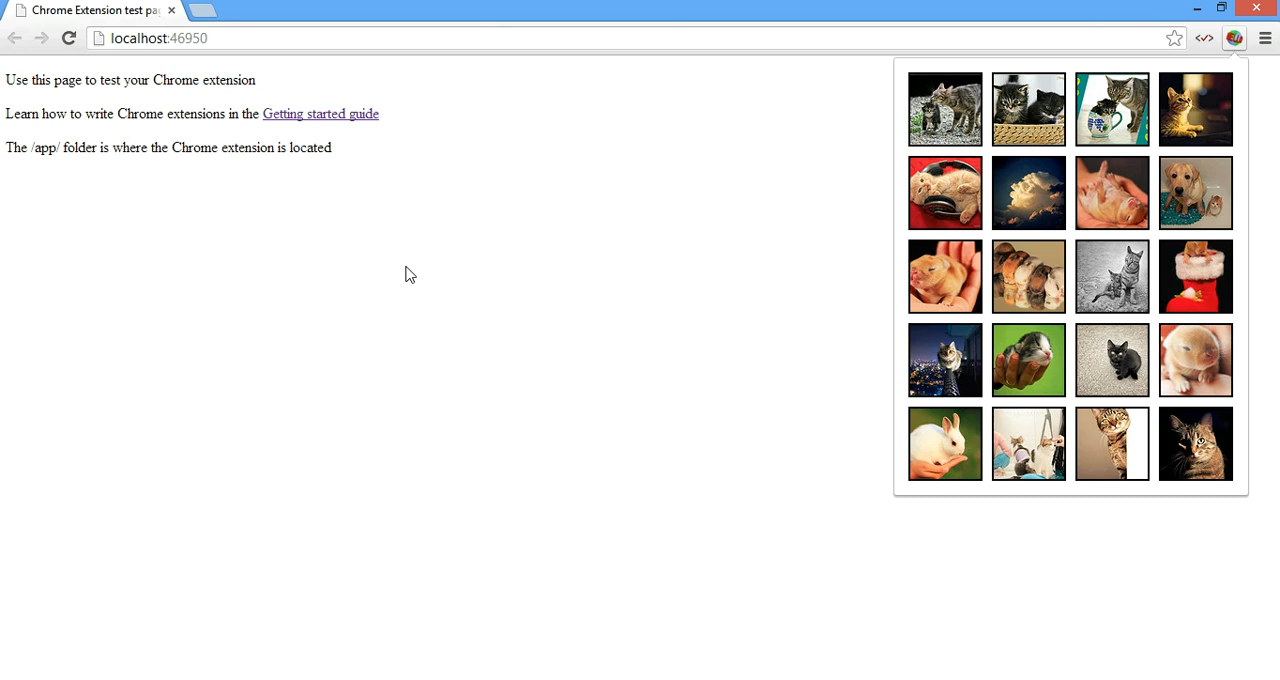 Chrome Extension test pa
localhost:46950
Use this page to test your Chrome extension
Learn how to write Chrome extensions in the Getting started guide
The /app/ folder is where the Chrome extension is located